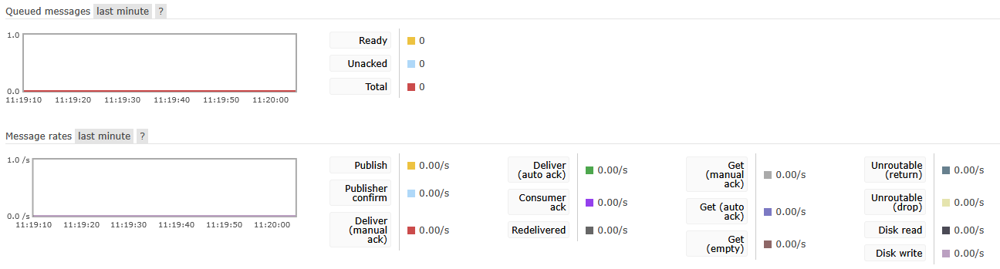 Queued messages last minute ?
1.0
0.0
11:19:10 11:19:20 11:19:30 11:19:40 11:19:50 11:20:00
Ready 0
Unacked 0
Total 0
Message rates last minute ?
1.0 /s
0.0 /s
11:19:10 11:19:20 11:19:30 11:19:40 11:19:50 11:20:00
Publish 0.00/s
Publisher
confirm 0.00/s
Deliver
(manual
ack) 0.00/s
Deliver
(auto ack) 0.00/s
Consumer
ack 0.00/s
Redelivered 0.00/s
Get
(manual
ack) 0.00/s
Get (auto
ack) 0.00/s
Get
(empty) 0.00/s
Unroutable
(return) 0.00/s
Unroutable
(drop) 0.00/s
Disk read 0.00/s
Disk write 0.00/s